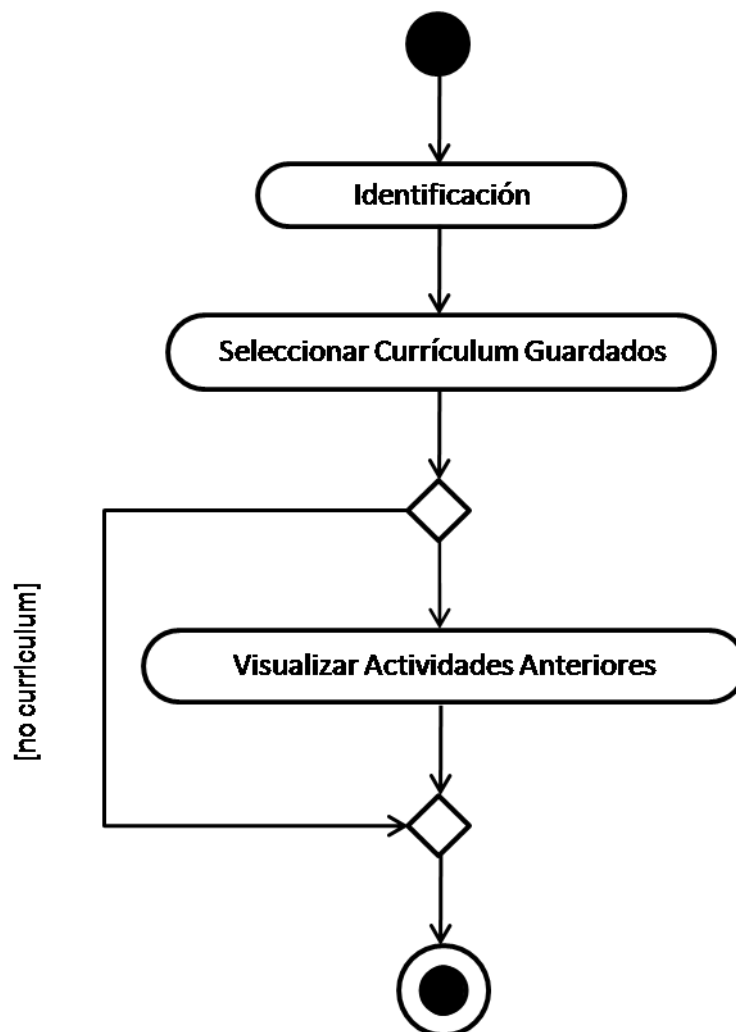 Identificación
Seleccionar Currículum Guardados
[no curriculum]
Visualizar Actividades Anteriores